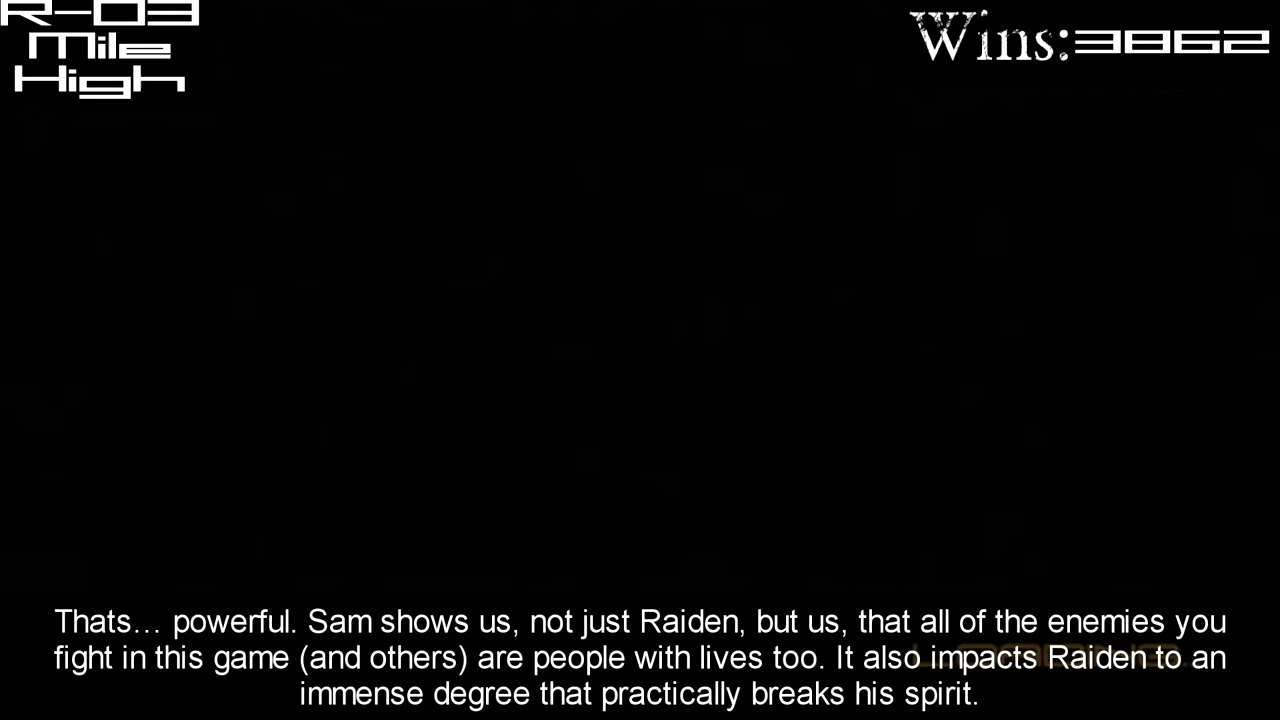 R-03
Mile
High
Wins:3862
Thats… powerful. Sam shows us, not just Raiden, but us, that all of the enemies you
fight in this game (and others) are people with lives too. It also impacts Raiden to an
immense degree that practically breaks his spirit.